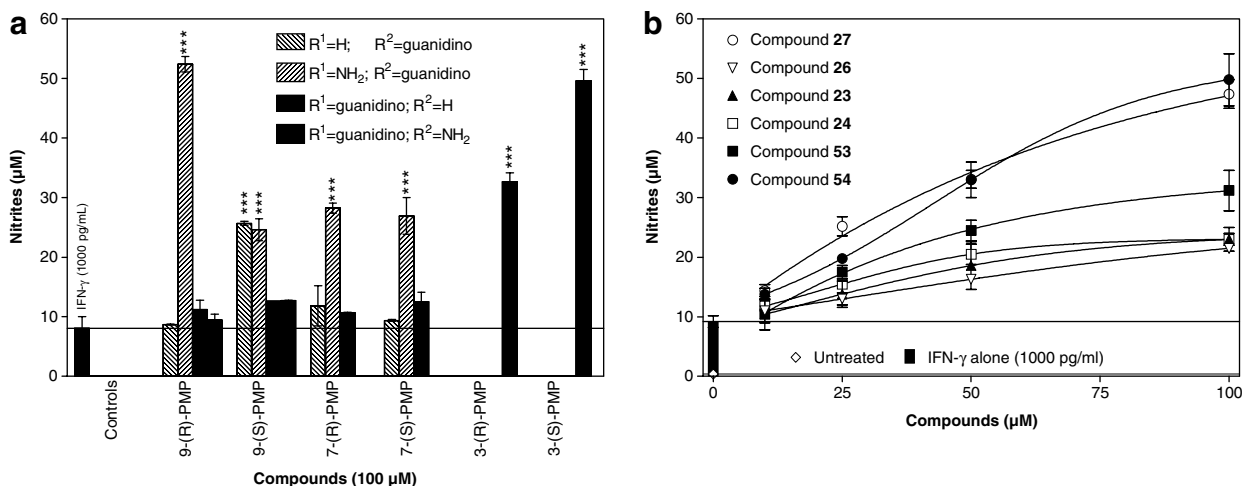 a
60
50
40
30
20
10
0
Nitrites (µM)
IFN-γ (1000 pg/mL)
***
***
***
***
***
***
***
R¹=H; R²=guanidino
R¹=NH₂; R²=guanidino
R¹=guanidino; R²=H
R¹=guanidino; R²=NH₂
Controls
9-(R)-PMP
9-(S)-PMP
7-(R)-PMP
7-(S)-PMP
3-(R)-PMP
3-(S)-PMP
Compounds (100 µM)
b
60
50
40
30
20
10
0
Nitrites (µM)
Compound 27
Compound 26
Compound 23
Compound 24
Compound 53
Compound 54
Untreated
IFN-γ alone (1000 pg/ml)
0
25
50
75
100
Compounds (µM)